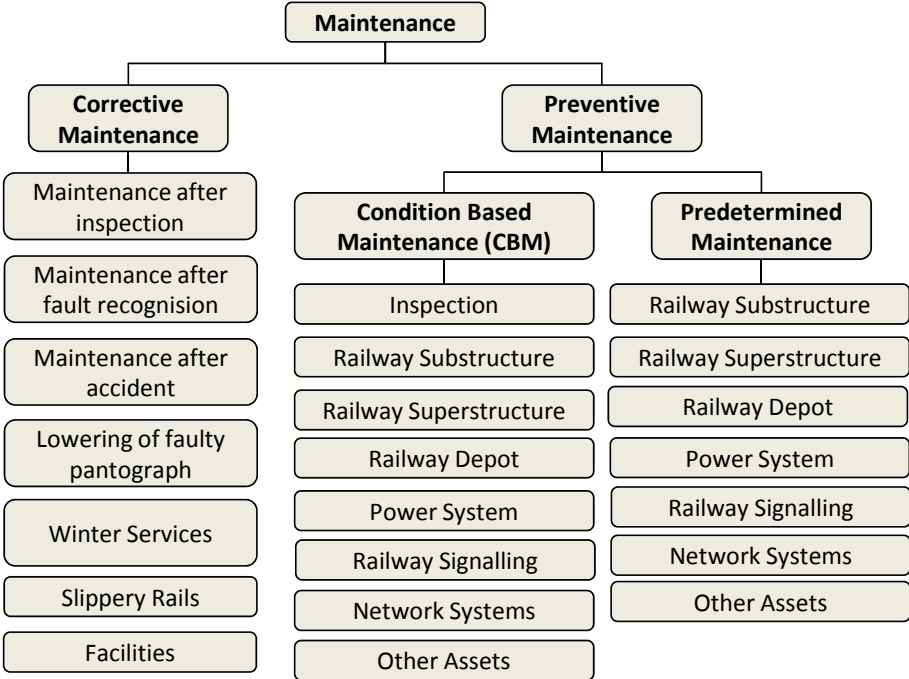 Maintenance
Corrective
Maintenance
Preventive
Maintenance
Maintenance after
inspection
Maintenance after
fault recognision
Maintenance after
accident
Lowering of faulty
pantograph
Winter Services
Slippery Rails
Facilities
Condition Based
Maintenance (CBM)
Inspection
Railway Substructure
Railway Superstructure
Railway Depot
Power System
Railway Signalling
Network Systems
Other Assets
Predetermined
Maintenance
Railway Substructure
Railway Superstructure
Railway Depot
Power System
Railway Signalling
Network Systems
Other Assets